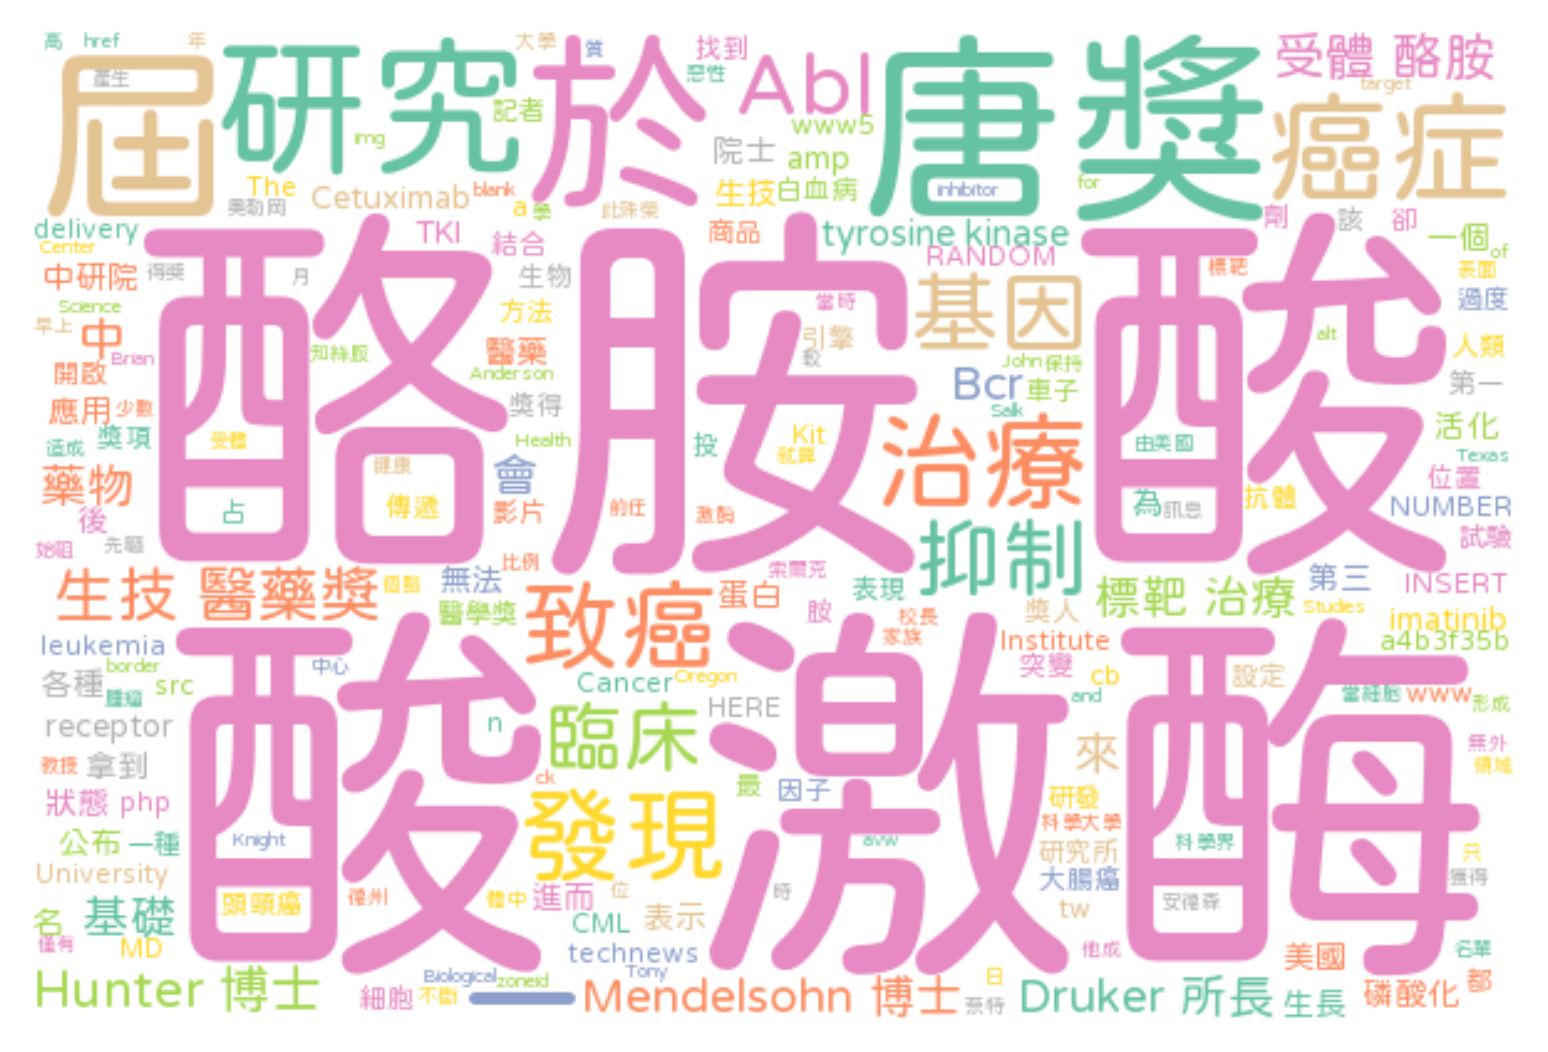 高 href 年 大學 質 找到 受體 酪胺
屆 研究 於 Abl 唐獎 癌症
產生 惡性 target
img 記者 www5
院士 amp
The Cetuximab blank 生技 白血病 inhibitor for
奧勒岡 a 學 此殊榮 劑 該 卻
delivery TKI 結合 商品 tyrosine kinase 一個 of
Center RANDOM
中研院 得獎 月 生物 基因 標靶 表面
Science 方法 當時 過度
早上 中 引擎 alt
Brian 知絲股 醫藥 較 人類
開啟 Anderson John 保持 第一
酪胺酸
應用 少數 獎得 Bcr 車子
Salk
造成 獎項 受體 Health 投 Kit 治療 由美國 活化
就算 Texas
藥物 健康 會 位置
占 傳遞 影片 前任 激酶 為 訊息 抗體 NUMBER
後
始祖 先驅 抑制 試驗
比例 索爾克
生技 醫藥獎 個醫 無法 致癌 蛋白 表現 標靶 治療 第三 INSERT
醫學獎 胺 獎人 Studies imatinib
校長
leukemia 家族 Institute a4b3f35b
中心 突變
各種 border Cancer Oregon cb 設定
腫瘤 src HERE and 當細胞 www 形成
receptor n 臨床
酸激酶
教授 拿到 ck 來 無外
領域
狀態 php 最 因子 研發
發現 科學大學
公布 一種 Knight avw 研究所 科學界 只
University 德州 體中 進而 位 時 大腸癌 獲得
頭頸癌 安德森
名 基礎 CML 表示 tw
僅有 MD technews 他成 名單
Biological zoneid Tony 日 美國
Hunter 博士 細胞 不斷 一 Mendelsohn 博士 奈特 Druker 所長 生長 磷酸化 都